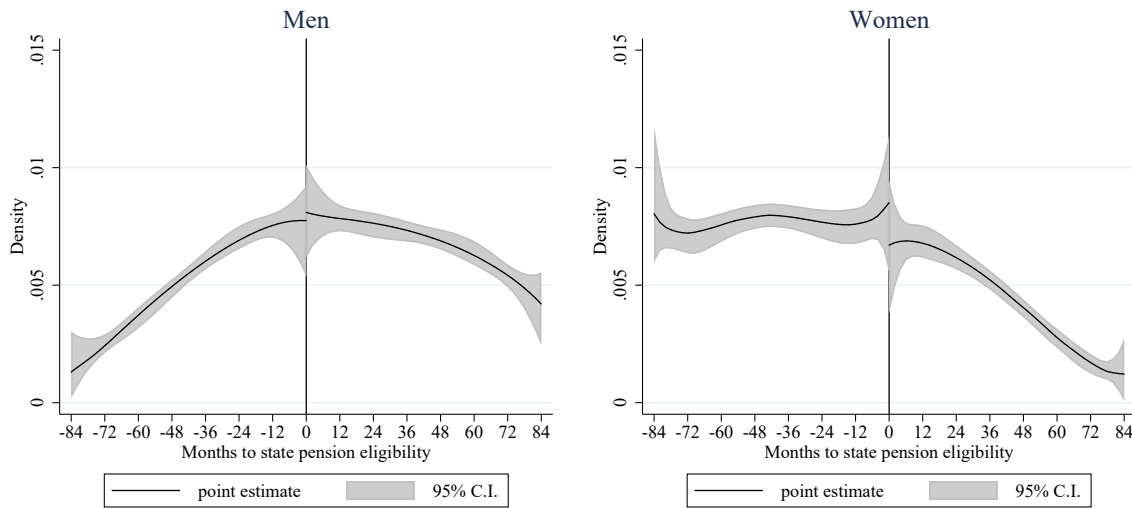 Men
.015
.01
.005
0
Density
-84 -72 -60 -48 -36 -24 -12 0 12 24 36 48 60 72 84
Months to state pension eligibility
point estimate 95% C.I.
Women
.015
.01
.005
0
Density
-84 -72 -60 -48 -36 -24 -12 0 12 24 36 48 60 72 84
Months to state pension eligibility
point estimate 95% C.I.